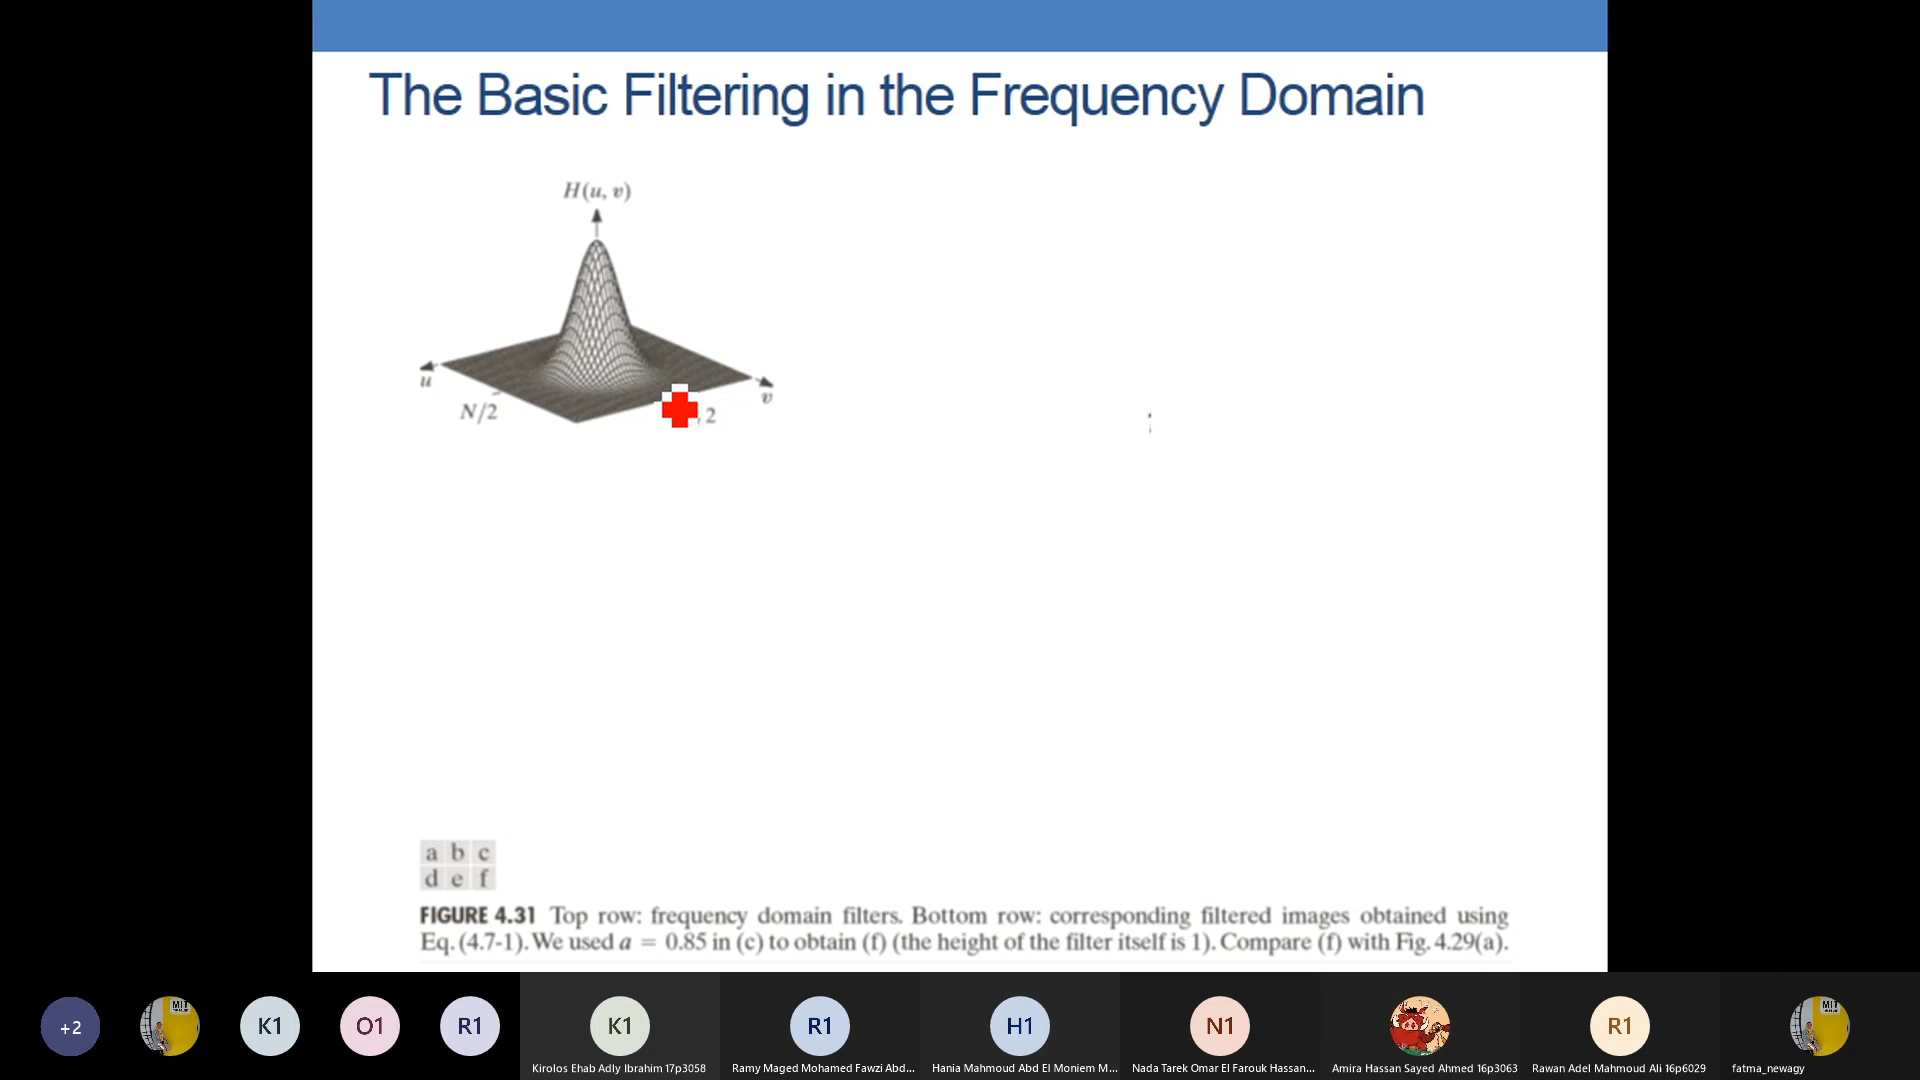 The Basic Filtering in the Frequency Domain
H(u, v)
u
v
N/2
2
a b c
d e f
FIGURE 4.31 Top row: frequency domain filters. Bottom row: corresponding filtered images obtained using
Eq. (4.7-1). We used a = 0.85 in (c) to obtain (f) (the height of the filter itself is 1). Compare (f) with Fig. 4.29(a).
+2
MIT
K1
O1
R1
K1
R1
H1
N1
R1
MIT
Kirolos Ehab Adly Ibrahim 17p3058
Ramy Maged Mohamed Fawzi Abd...
Hania Mahmoud Abd El Moniem M...
Nada Tarek Omar El Farouk Hassan...
Amira Hassan Sayed Ahmed 16p3063
Rawan Adel Mahmoud Ali 16p6029
fatma_newagy